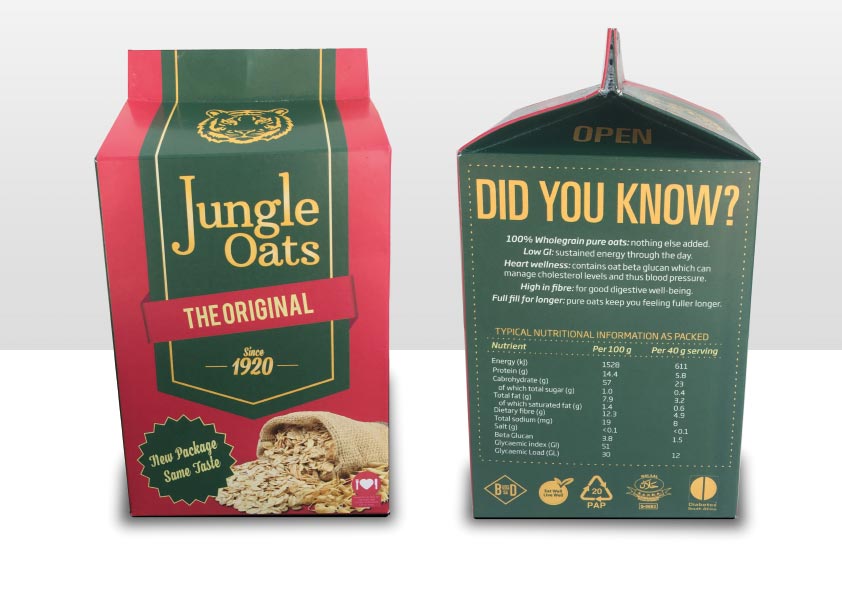 Jungle
Oats
THE ORIGINAL
Since
1920
New Package
Same Taste
OPEN
DID YOU KNOW?
100% Wholegrain pure oats: nothing else added.
Low GI: sustained energy through the day.
Heart wellness: contains oat beta glucan which can
manage cholesterol levels and thus blood pressure.
High in fibre: for good digestive well-being.
Full fill for longer: pure oats keep you feeling fuller longer.
TYPICAL NUTRITIONAL INFORMATION AS PACKED
Nutrient Per 100 g Per 40 g serving
Energy (kJ) 1528 611
Protein (g) 14.4 5.8
Cabrohydrate (g) 57 23
of which total sugar (g) 1.0 0.4
Total fat (g) 7.9 3.2
of which saturated fat (g) 1.4 0.6
Dietary fibre (g) 12.3 4.9
Total sodium (mg) 19 8
Salt (g) <0.1 <0.1
Beta Glucan 3.8 1.5
Glycaemic index (GI) 51
Glycaemic Load (GL) 30 12
B D
Eat Well
Live Well
20
PAP
Diabetes
South Africa